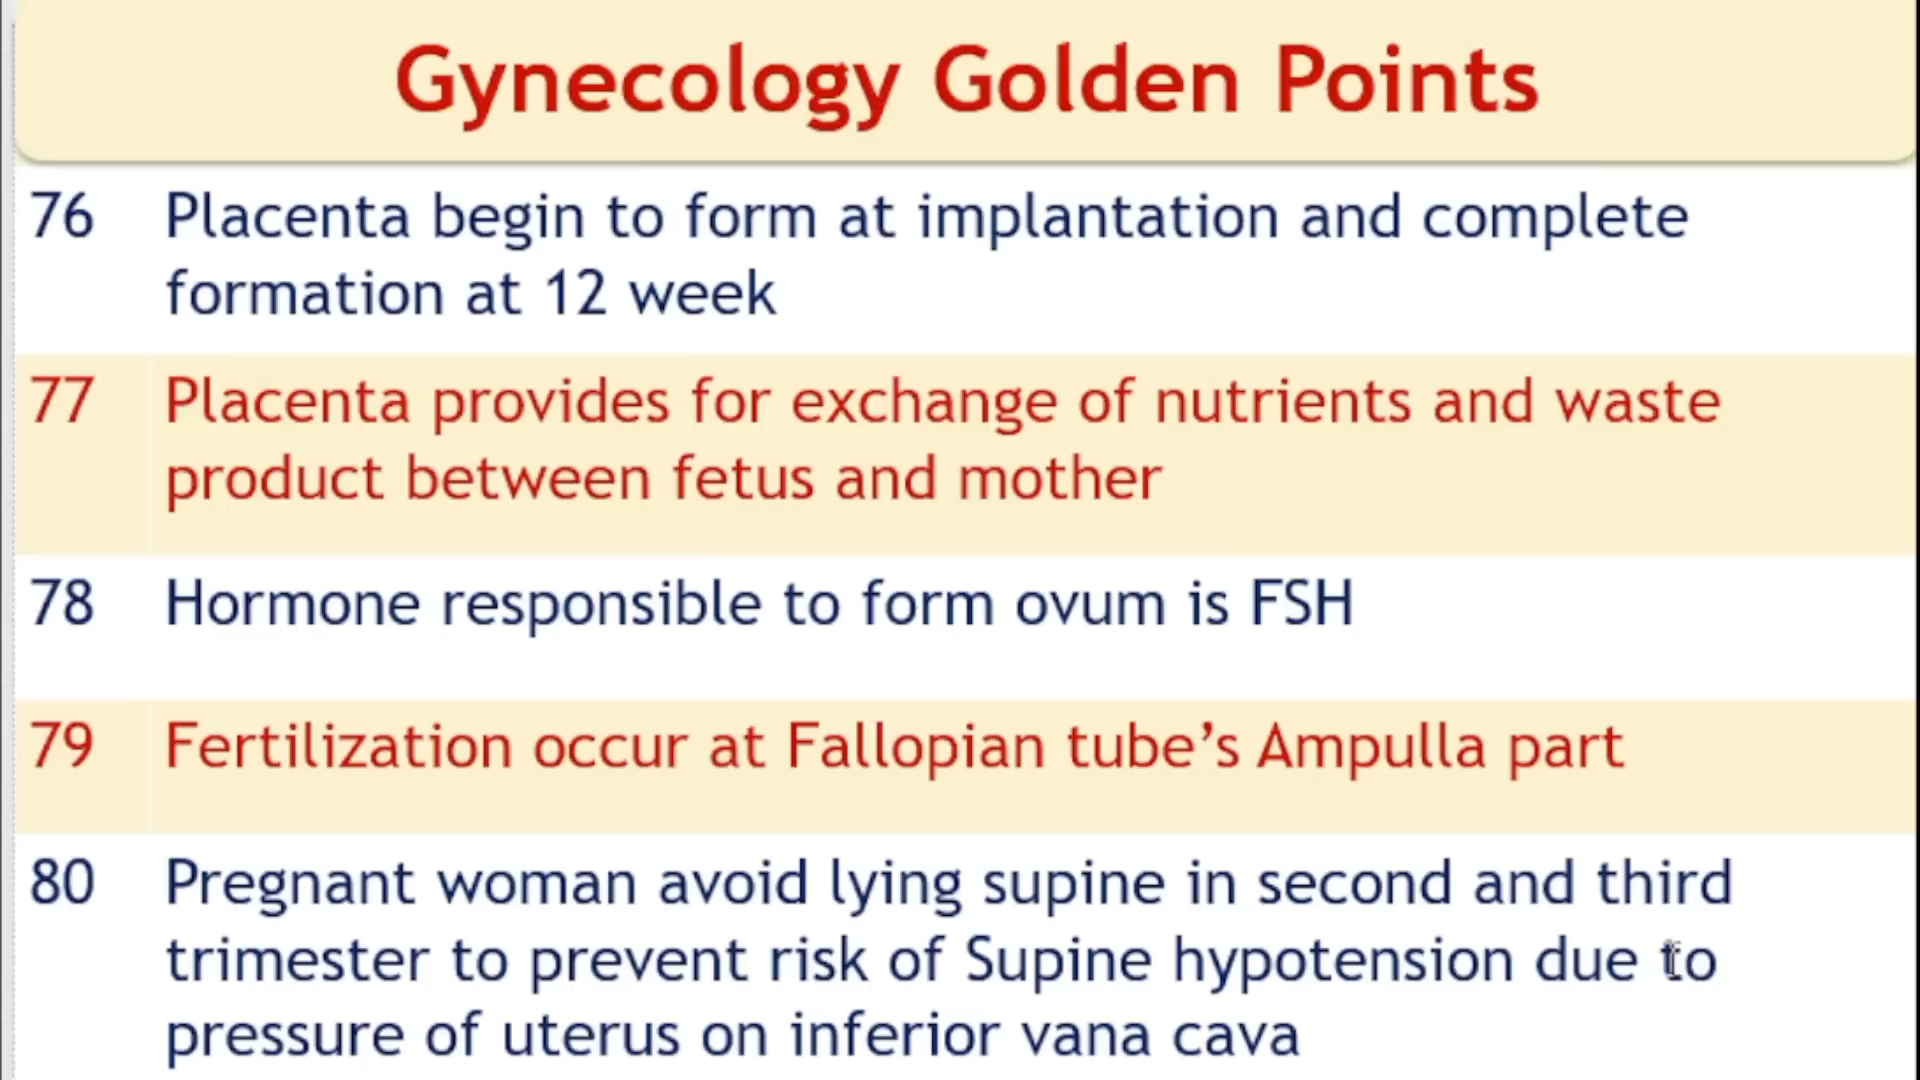 Gynecology Golden Points
76 Placenta begin to form at implantation and complete
formation at 12 week
77 Placenta provides for exchange of nutrients and waste
product between fetus and mother
78 Hormone responsible to form ovum is FSH
79 Fertilization occur at Fallopian tube’s Ampulla part
80 Pregnant woman avoid lying supine in second and third
trimester to prevent risk of Supine hypotension due to
pressure of uterus on inferior vana cava